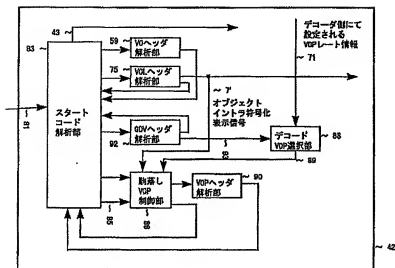 43
83
59
VOヘッダ
解析部
75
VOLヘッダ
解析部
デコーダ側にて
設定される
VOPレート情報
71
7'
オブジェクト
イントラ符号化
表示信号
スタート
コード
解析部
81
GOVヘッダ
解析部
92
93
デコード
VOP選択部
88
89
駒落し
VOP
制御部
85
86
VOPヘッダ
解析部
90
42